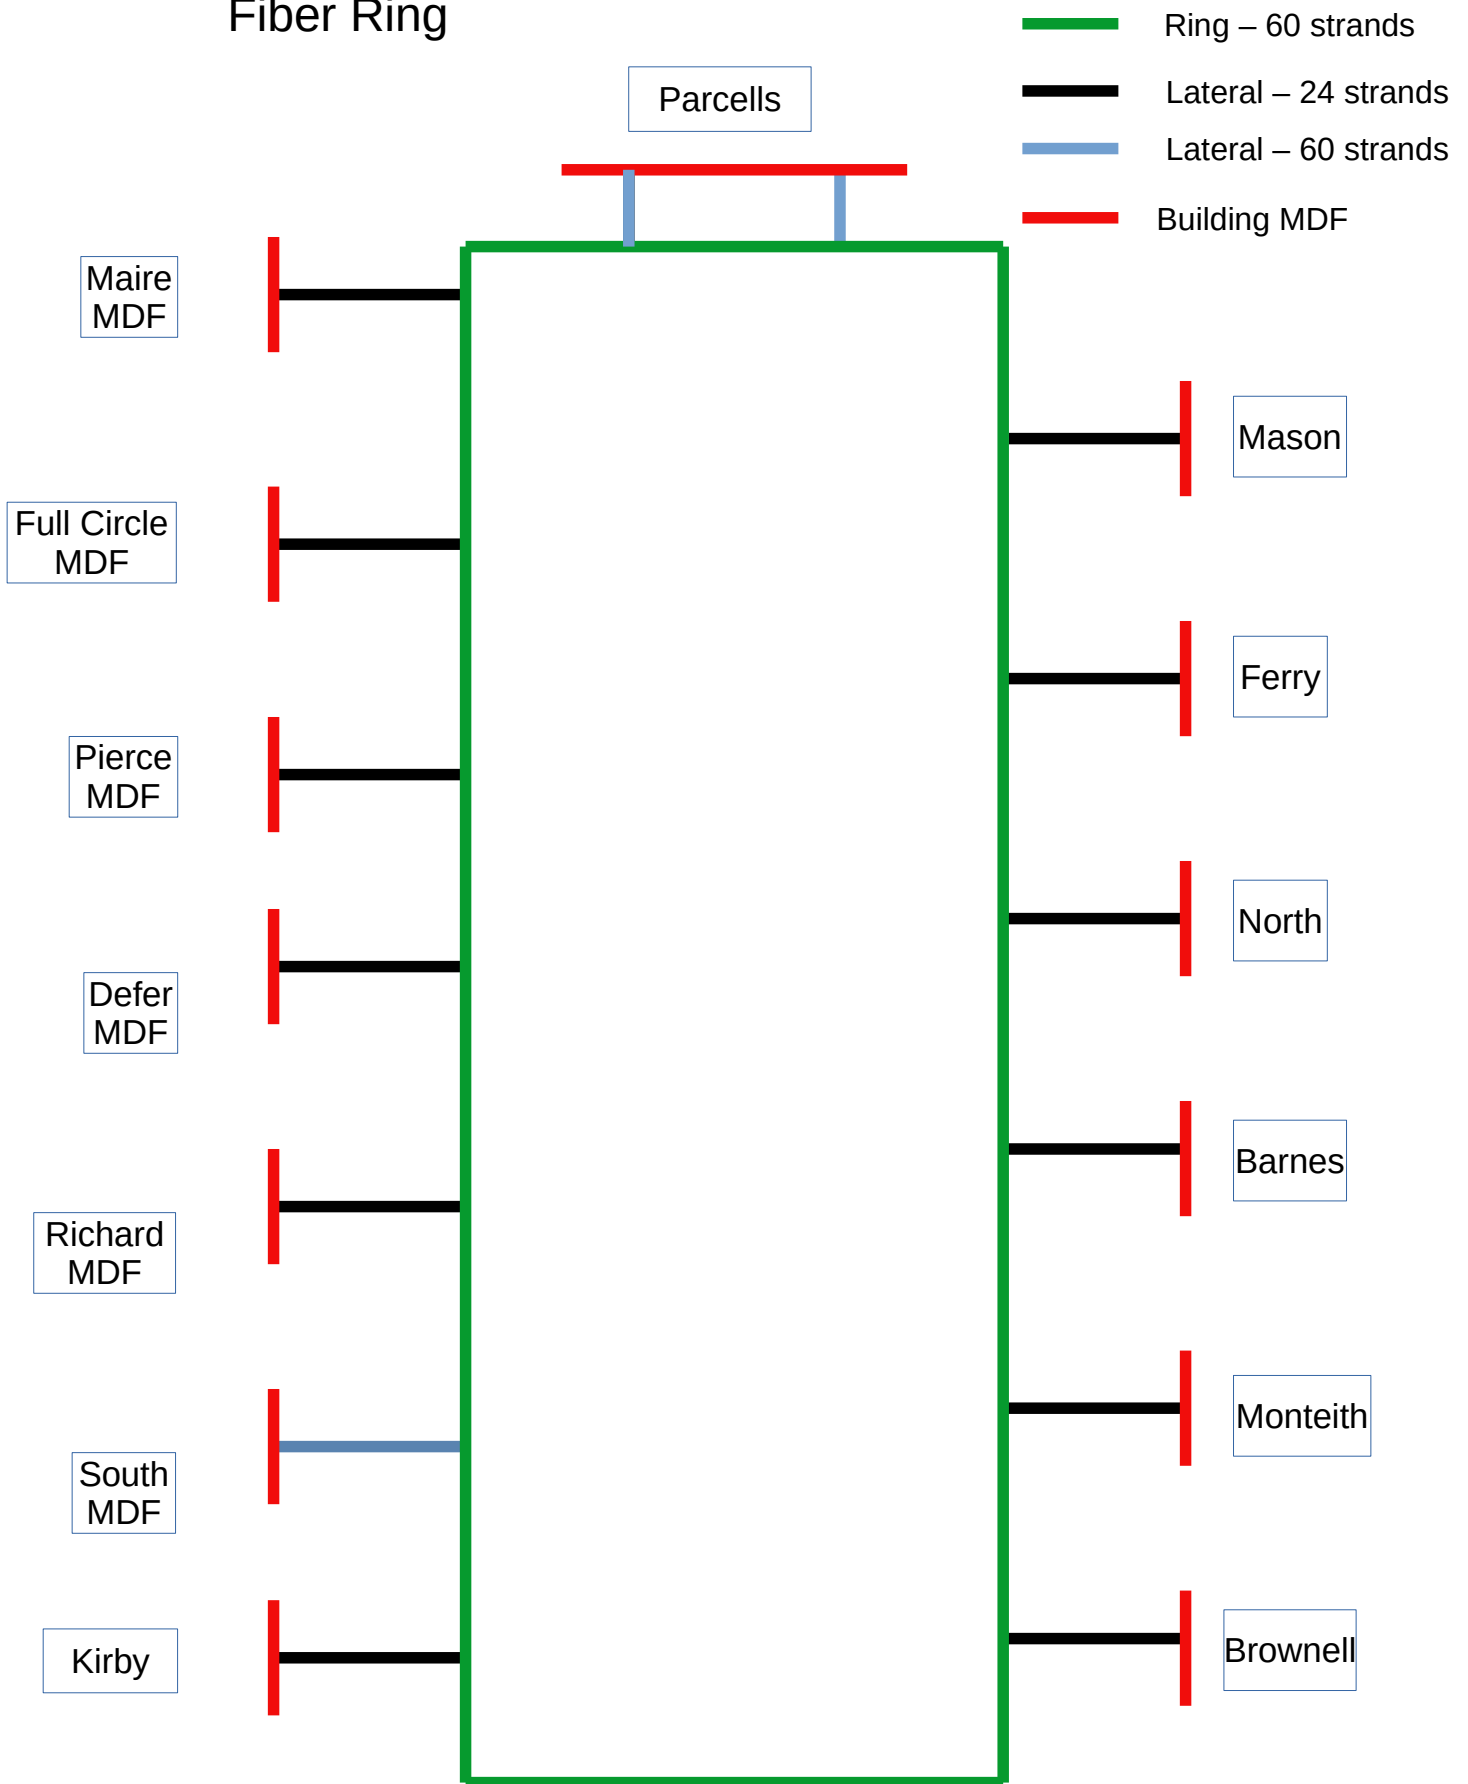 Fiber Ring
Ring – 60 strands
Lateral – 24 strands
Lateral – 60 strands
Building MDF
Parcells
Maire
MDF
Mason
Full Circle
MDF
Ferry
Pierce
MDF
North
Defer
MDF
Barnes
Richard
MDF
Monteith
South
MDF
Brownell
Kirby